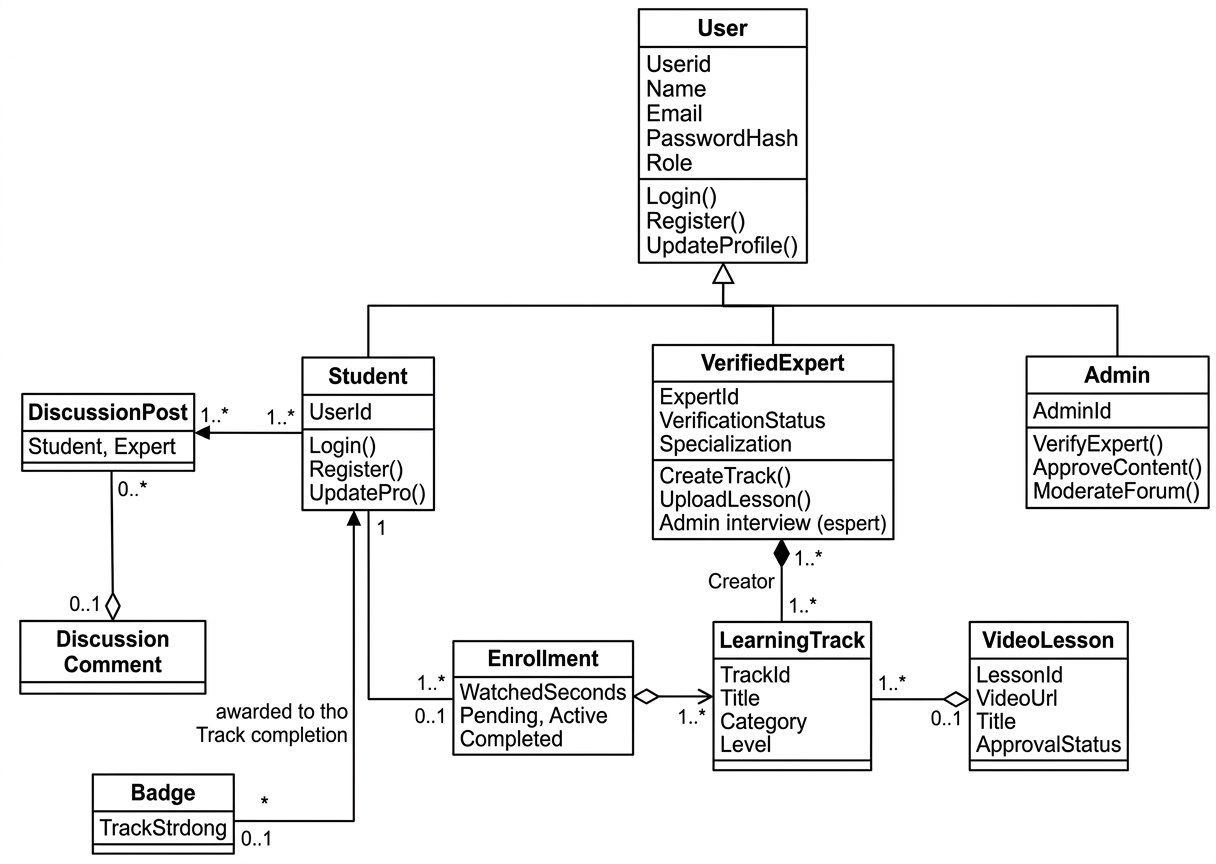 User
Userid
Name
Email
PasswordHash
Role
Login()
Register()
UpdateProfile()
Student
UserId
Login()
Register()
UpdatePro()
VerifiedExpert
ExpertId
VerificationStatus
Specialization
CreateTrack()
UploadLesson()
Admin interview (espert)
Admin
AdminId
VerifyExpert()
ApproveContent()
ModerateForum()
DiscussionPost
Student, Expert
1..*
1..*
0..*
0..1
Discussion
Comment
1
1..*
0..1
Creator
1..*
1..*
Enrollment
WatchedSeconds
Pending, Active
Completed
1..*
LearningTrack
TrackId
Title
Category
Level
1..*
0..1
VideoLesson
LessonId
VideoUrl
Title
ApprovalStatus
awarded to tho
Track completion
Badge
TrackStrdong
*
0..1